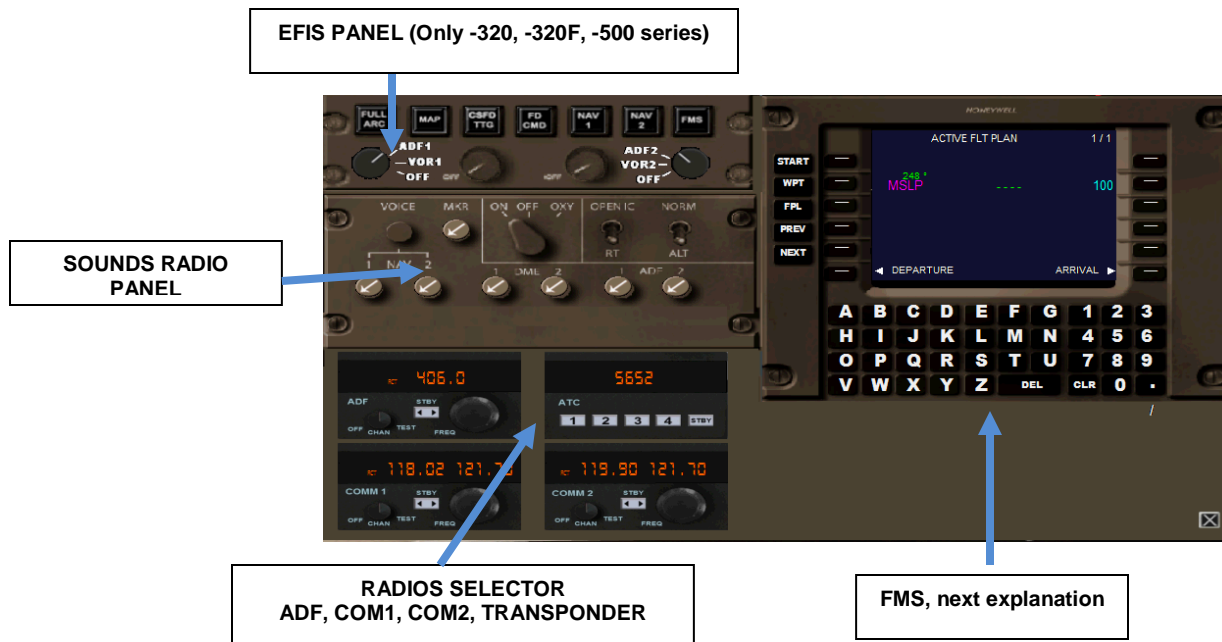 EFIS PANEL (Only -320, -320F, -500 series)
FULL ARC
MAP
CSFD TTG
FD CMD
NAV 1
NAV 2
FMS
ADF1
VOR1
OFF
OFF
OFF
ADF2
VOR2
OFF
VOICE
MKR
ON OFF OXY
OPEN IC
NORM
RT
ALT
1 NAV 2
1 DME 2
1 ADF 2
SOUNDS RADIO
PANEL
HONEYWELL
ACTIVE FLT PLAN 1 / 1
248 °
MSLP - - - - 100
DEPARTURE ARRIVAL
START
WPT
FPL
PREV
NEXT
A B C D E F G 1 2 3
H I J K L M N 4 5 6
O P Q R S T U 7 8 9
V W X Y Z DEL CLR 0 .
/
406.0
ADF
STBY
OFF CHAN TEST FREQ
5652
ATC
1 2 3 4 STBY
118.02 121.70
COMM 1
STBY
OFF CHAN TEST FREQ
119.90 121.70
COMM 2
STBY
OFF CHAN TEST FREQ
RADIOS SELECTOR
ADF, COM1, COM2, TRANSPONDER
FMS, next explanation